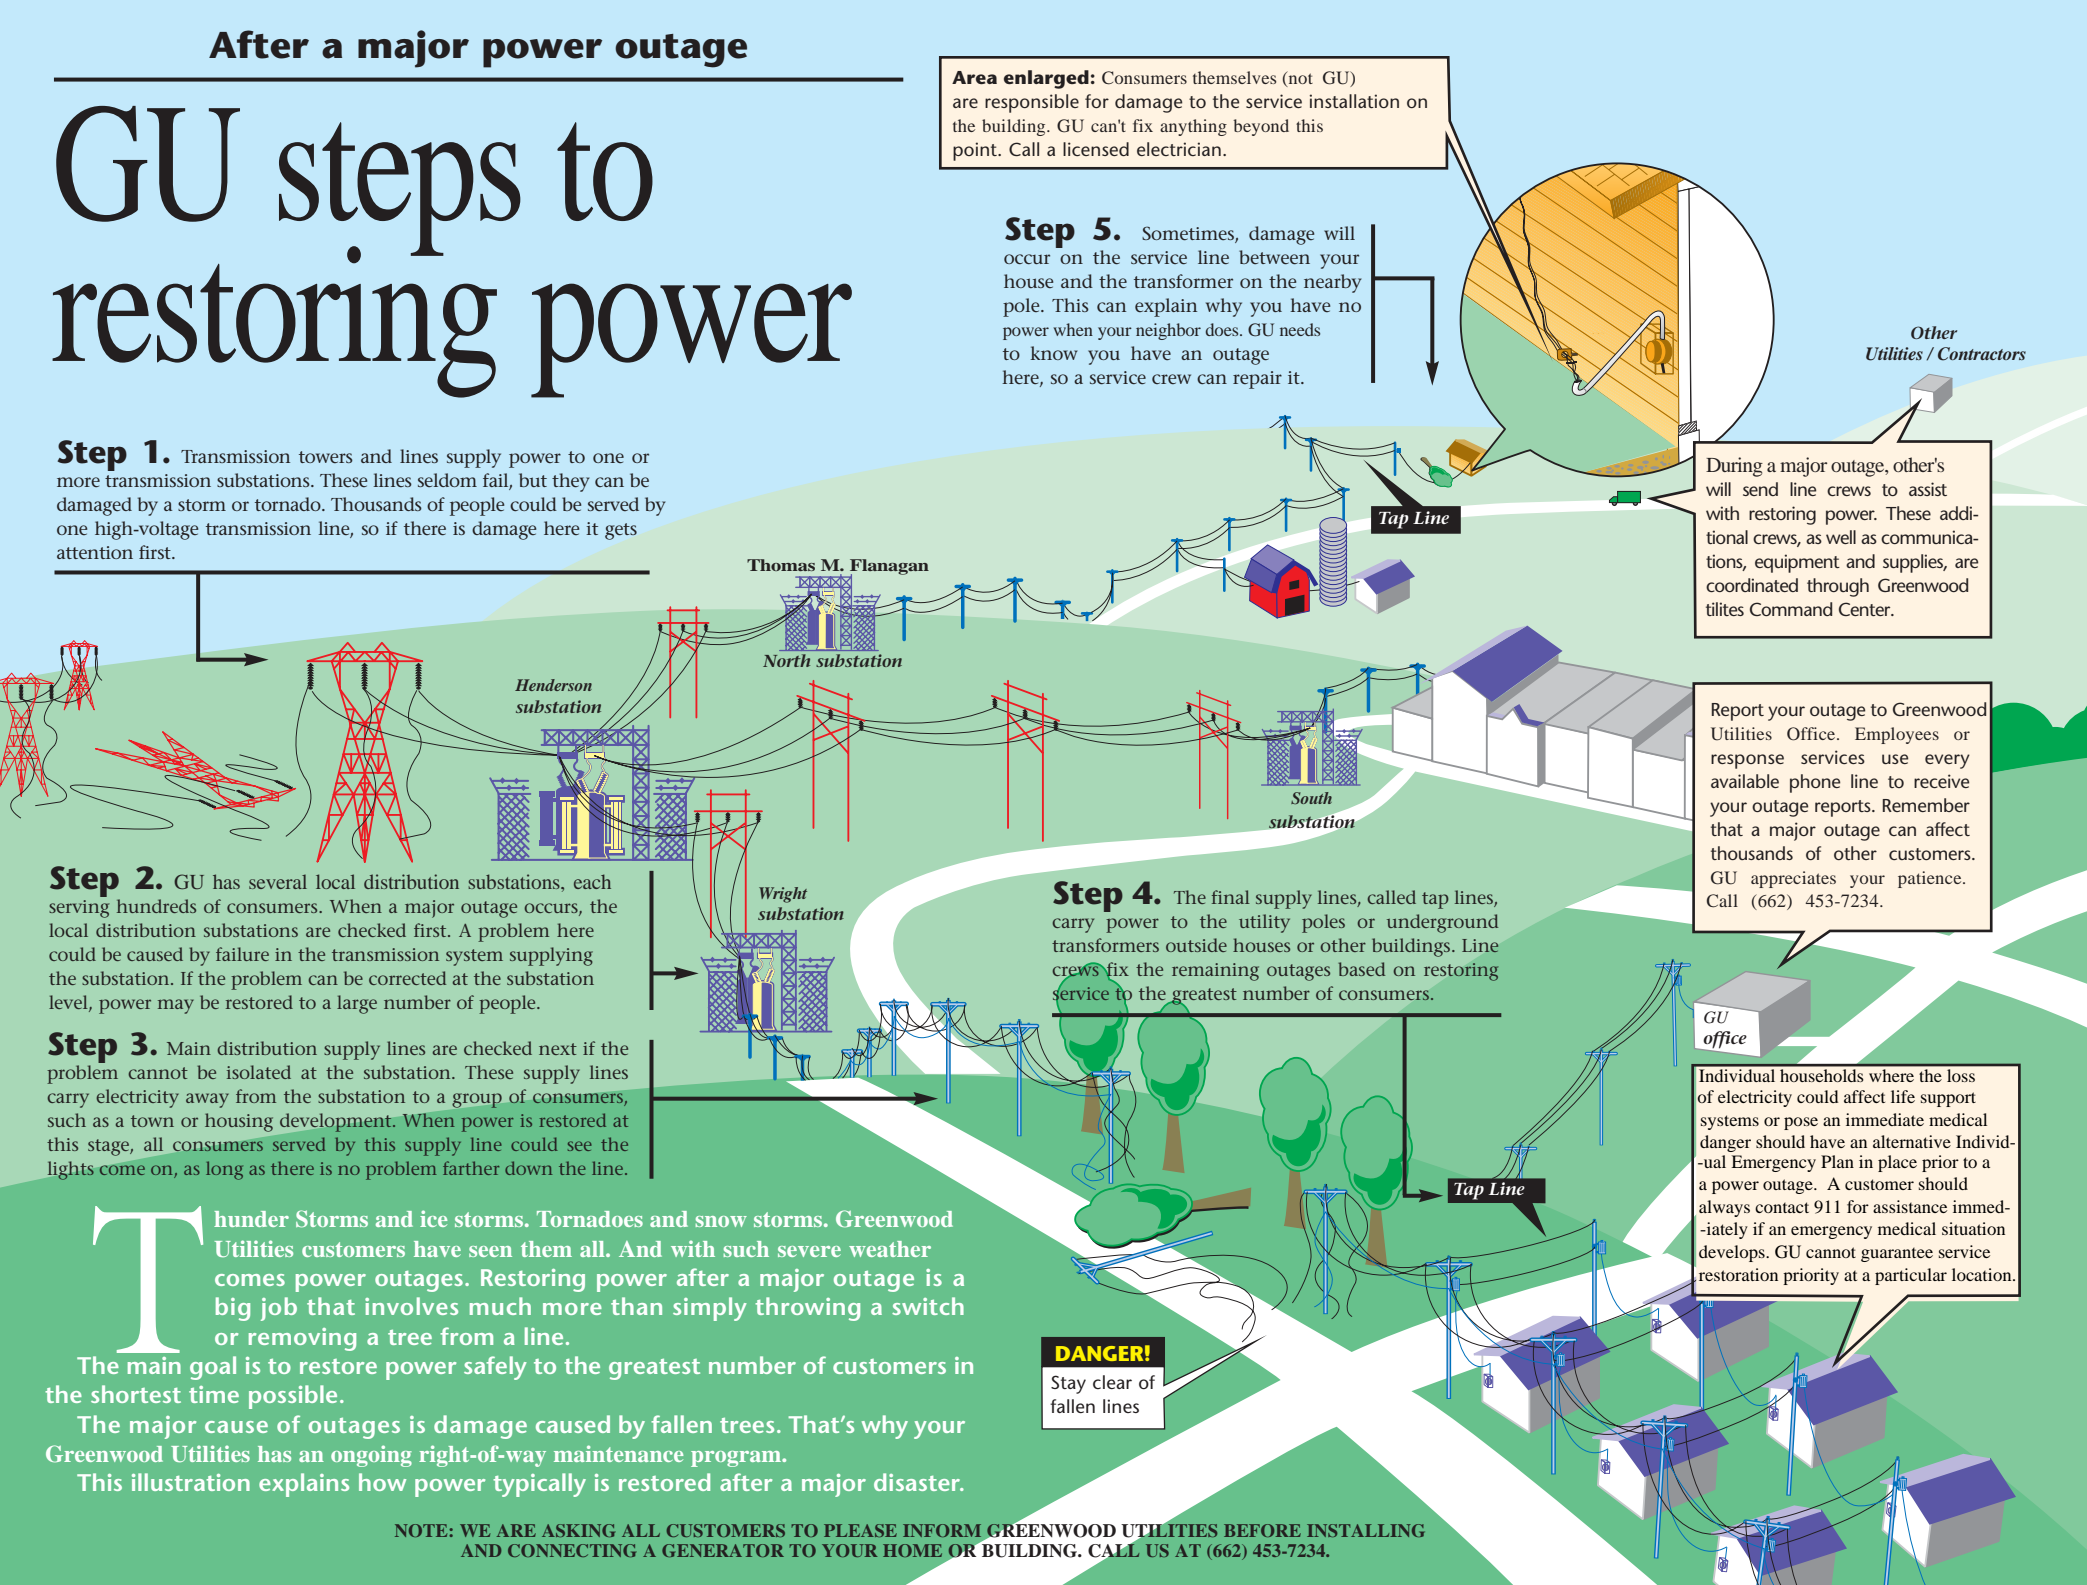 After a major power outage
GU steps to
restoring power
Area enlarged: Consumers themselves (not GU)
are responsible for damage to the service installation on
the building. GU can't fix anything beyond this
point. Call a licensed electrician.
Step 5. Sometimes, damage will
occur on the service line between your
house and the transformer on the nearby
pole. This can explain why you have no
power when your neighbor does. GU needs
to know you have an outage
here, so a service crew can repair it.
Other
Utilities / Contractors
Step 1. Transmission towers and lines supply power to one or
more transmission substations. These lines seldom fail, but they can be
damaged by a storm or tornado. Thousands of people could be served by
one high-voltage transmission line, so if there is damage here it gets
attention first.
During a major outage, other's
will send line crews to assist
with restoring power. These addi-
tional crews, as well as communica-
tions, equipment and supplies, are
coordinated through Greenwood
tilites Command Center.
Tap Line
Thomas M. Flanagan
North substation
Henderson
substation
South
substation
Report your outage to Greenwood
Utilities Office. Employees or
response services use every
available phone line to receive
your outage reports. Remember
that a major outage can affect
thousands of other customers.
GU appreciates your patience.
Call (662) 453-7234.
Step 2. GU has several local distribution substations, each
serving hundreds of consumers. When a major outage occurs, the
local distribution substations are checked first. A problem here
could be caused by failure in the transmission system supplying
the substation. If the problem can be corrected at the substation
level, power may be restored to a large number of people.
Wright
substation
Step 4. The final supply lines, called tap lines,
carry power to the utility poles or underground
transformers outside houses or other buildings. Line
crews fix the remaining outages based on restoring
service to the greatest number of consumers.
GU
office
Step 3. Main distribution supply lines are checked next if the
problem cannot be isolated at the substation. These supply lines
carry electricity away from the substation to a group of consumers,
such as a town or housing development. When power is restored at
this stage, all consumers served by this supply line could see the
lights come on, as long as there is no problem farther down the line.
Individual households where the loss
of electricity could affect life support
systems or pose an immediate medical
danger should have an alternative Individ-
-ual Emergency Plan in place prior to a
a power outage. A customer should
always contact 911 for assistance immed-
-iately if an emergency medical situation
develops. GU cannot guarantee service
restoration priority at a particular location.
Tap Line
Thunder Storms and ice storms. Tornadoes and snow storms. Greenwood
Utilities customers have seen them all. And with such severe weather
comes power outages. Restoring power after a major outage is a
big job that involves much more than simply throwing a switch
or removing a tree from a line.
The main goal is to restore power safely to the greatest number of customers in
the shortest time possible.
The major cause of outages is damage caused by fallen trees. That's why your
Greenwood Utilities has an ongoing right-of-way maintenance program.
This illustration explains how power typically is restored after a major disaster.
DANGER!
Stay clear of
fallen lines
NOTE: WE ARE ASKING ALL CUSTOMERS TO PLEASE INFORM GREENWOOD UTILITIES BEFORE INSTALLING
AND CONNECTING A GENERATOR TO YOUR HOME OR BUILDING. CALL US AT (662) 453-7234.